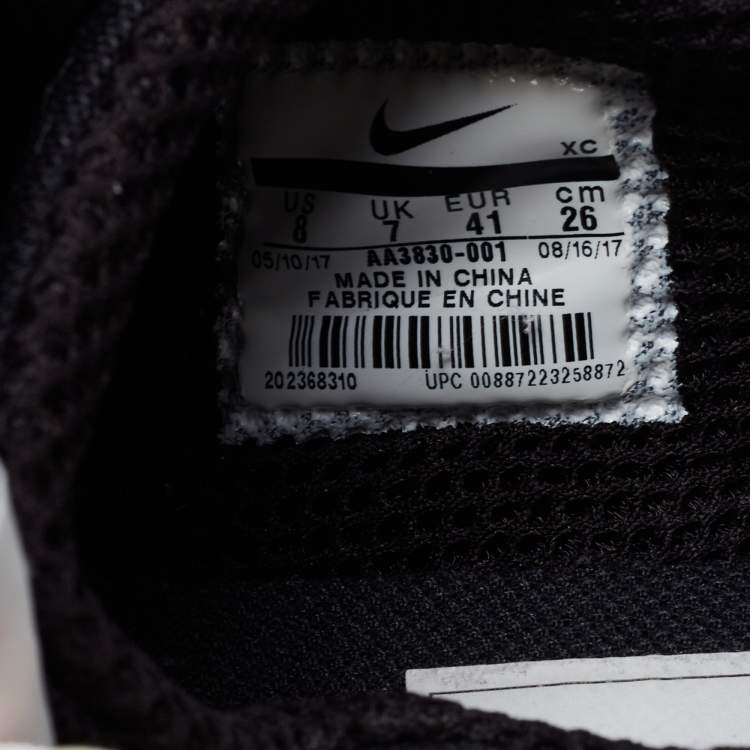 XC
US UK EUR cm
8 7 41 26
05/10/17 AA3830-001 08/16/17
MADE IN CHINA
FABRIQUE EN CHINE
202368310 UPC 00887223258872